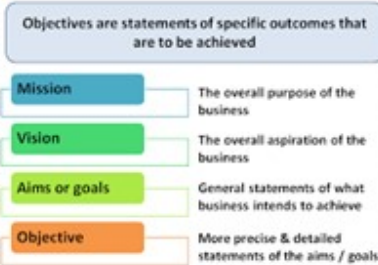 Objectives are statements of specific outcomes that
are to be achieved
Mission
The overall purpose of the
business
Vision
The overall aspiration of the
business
Aims or goals
General statements of what
business intends to achieve
Objective
More precise & detailed
statements of the aims / goals